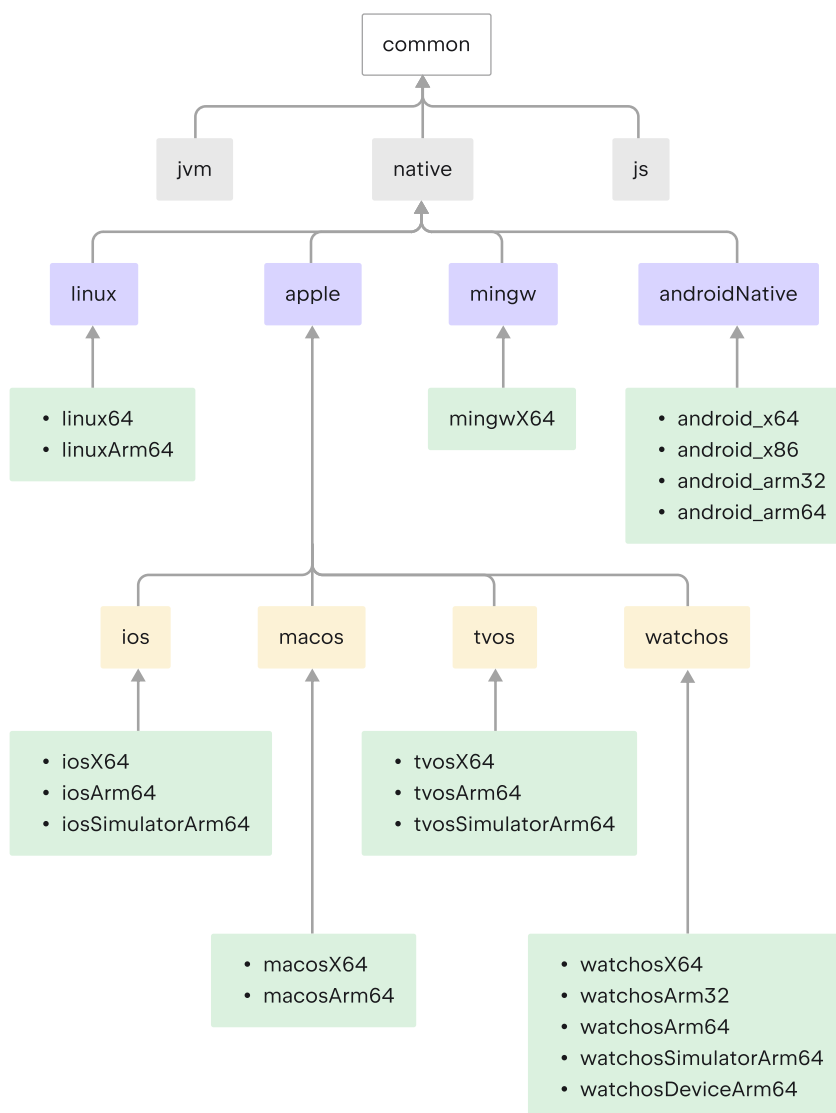 common
jvm
native
js
linux
apple
mingw
androidNative
• linux64
• linuxArm64
mingwX64
• android_x64
• android_x86
• android_arm32
• android_arm64
ios
macos
tvos
watchos
• iosX64
• iosArm64
• iosSimulatorArm64
• tvosX64
• tvosArm64
• tvosSimulatorArm64
• macosX64
• macosArm64
• watchosX64
• watchosArm32
• watchosArm64
• watchosSimulatorArm64
• watchosDeviceArm64